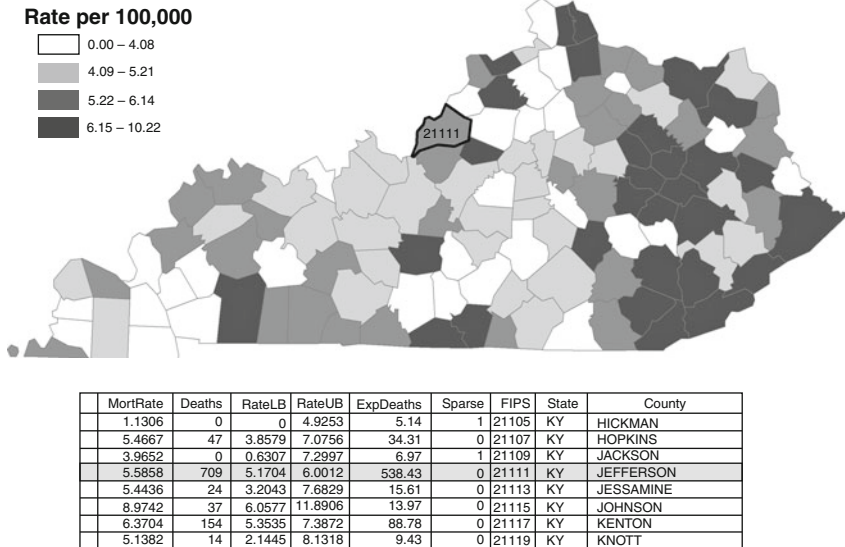 Rate per 100,000
0.00 – 4.08
4.09 – 5.21
5.22 – 6.14
6.15 – 10.22
21111
MortRate Deaths RateLB RateUB ExpDeaths Sparse FIPS State County
1.1306 0 0 4.9253 5.14 1 21105 KY HICKMAN
5.4667 47 3.8579 7.0756 34.31 0 21107 KY HOPKINS
3.9652 0 0.6307 7.2997 6.97 1 21109 KY JACKSON
5.5858 709 5.1704 6.0012 538.43 0 21111 KY JEFFERSON
5.4436 24 3.2043 7.6829 15.61 0 21113 KY JESSAMINE
8.9742 37 6.0577 11.8906 13.97 0 21115 KY JOHNSON
6.3704 154 5.3535 7.3872 88.78 0 21117 KY KENTON
5.1382 14 2.1445 8.1318 9.43 0 21119 KY KNOTT